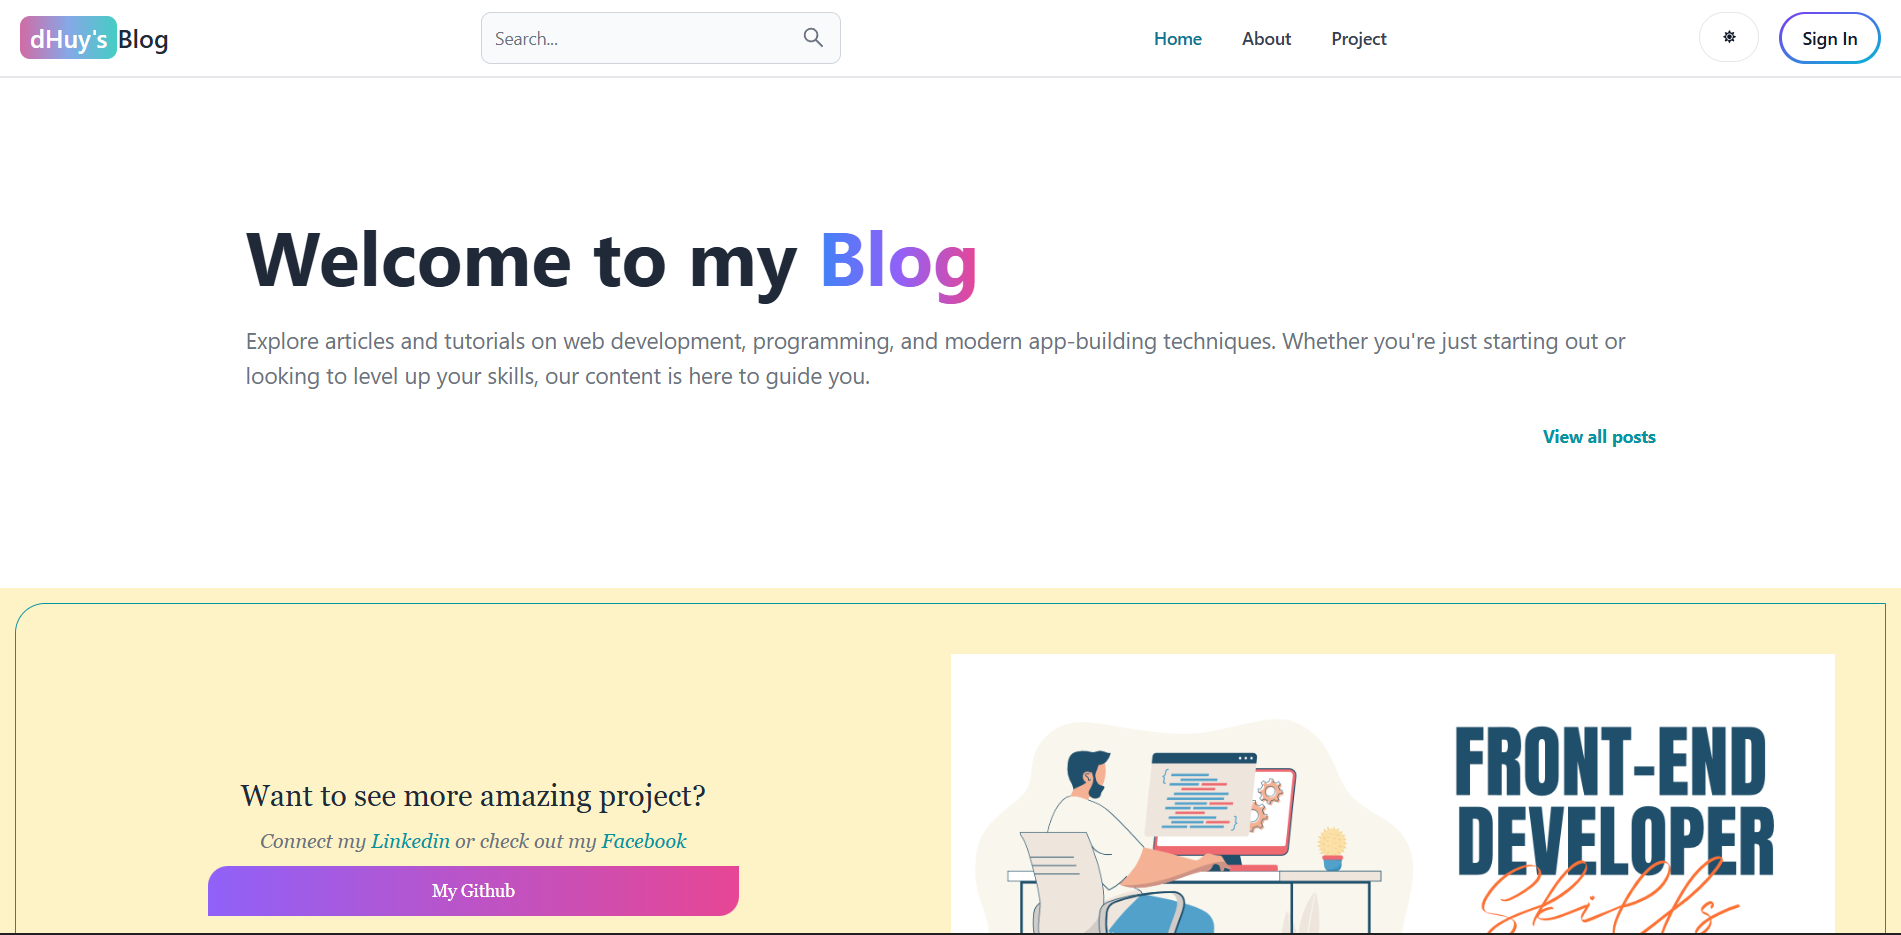 dHuy's Blog
Search...
Home
About
Project
Sign In
Welcome to my Blog
Explore articles and tutorials on web development, programming, and modern app-building techniques. Whether you're just starting out or
looking to level up your skills, our content is here to guide you.
View all posts
Want to see more amazing project?
Connect my Linkedin or check out my Facebook
My Github
FRONT-END
DEVELOPER
Skills